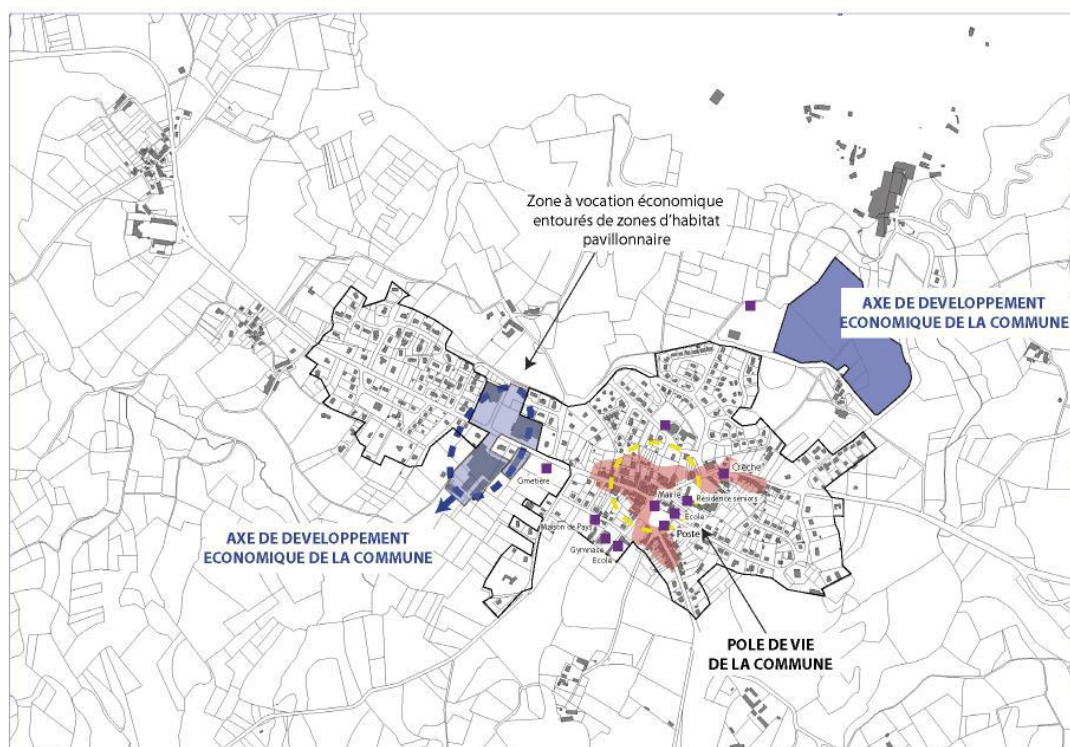 Zone à vocation économique
entourés de zones d'habitat
pavillonnaire
AXE DE DEVELOPPEMENT
ECONOMIQUE DE LA COMMUNE
Crèche
Cimetière
Mairie
Résidence séniors
Ecole
Maison de Pays
Poste
Gymnase
Ecole
AXE DE DEVELOPPEMENT
ECONOMIQUE DE LA COMMUNE
POLE DE VIE
DE LA COMMUNE